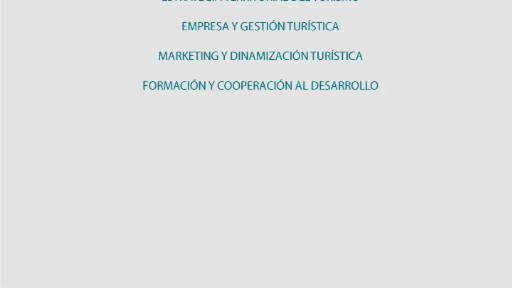 EMPRESA Y GESTIÓN TURÍSTICA
MARKETING Y DINAMIZACIÓN TURÍSTICA
FORMACIÓN Y COOPERACIÓN AL DESARROLLO